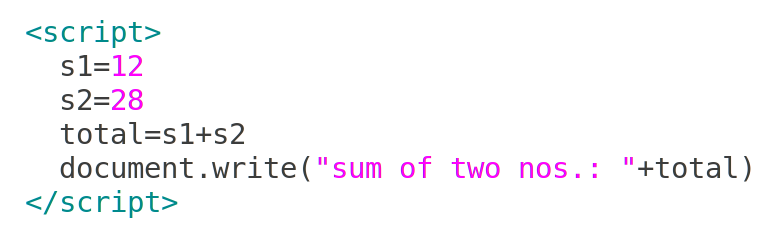 <script>
  s1=12
  s2=28
  total=s1+s2
  document.write("sum of two nos.: "+total)
</script>